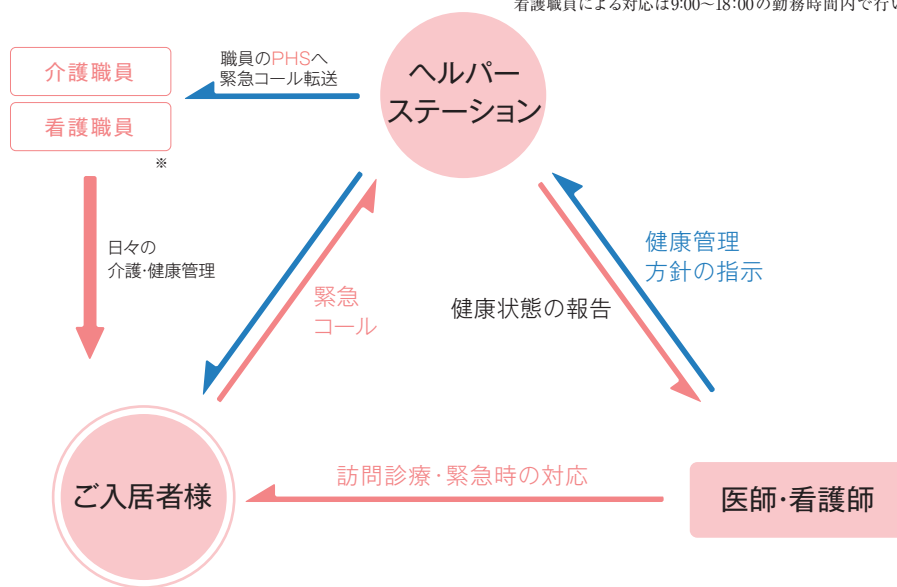 看護職員による対応は9:00~18:00の勤務時間内で行い
介護職員
看護職員
※
職員のPHSへ
緊急コール転送
ヘルパー
ステーション
日々の
介護・健康管理
緊急
コール
健康状態の報告
健康管理
方針の指示
ご入居者様
訪問診療・緊急時の対応
医師・看護師